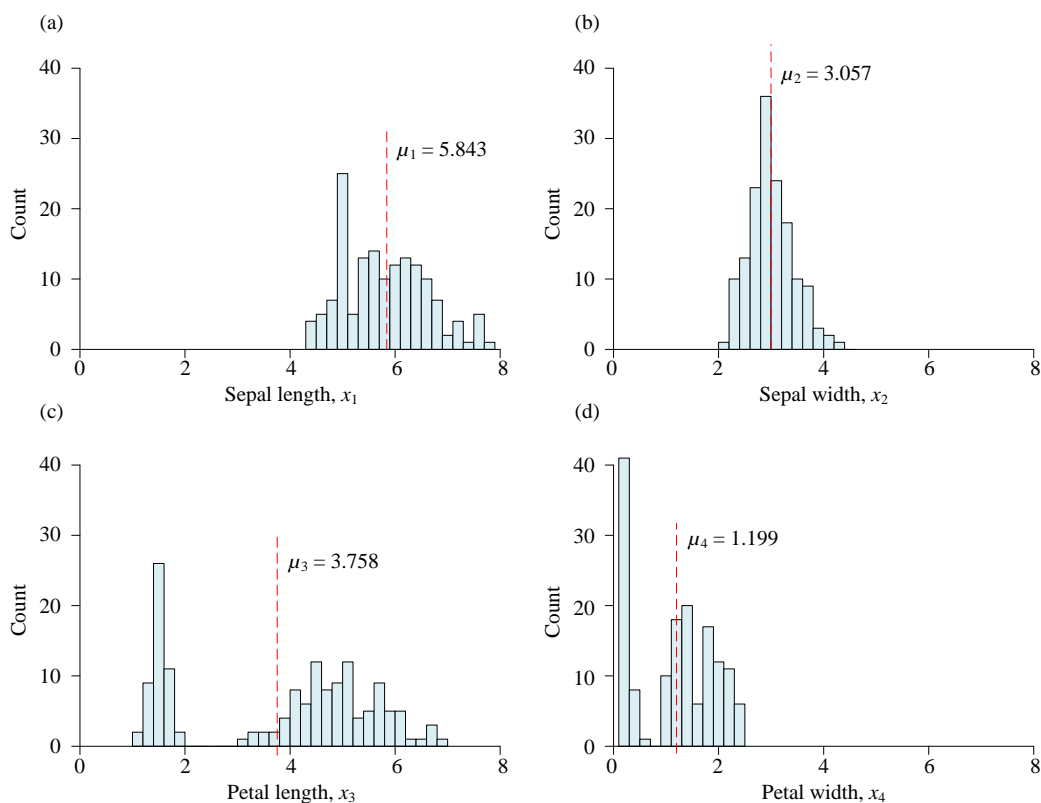 (a)
40
30
20
10
0
Count
μ1 = 5.843
0 2 4 6 8
Sepal length, x1
(b)
40
30
20
10
0
Count
μ2 = 3.057
0 2 4 6 8
Sepal width, x2
(c)
40
30
20
10
0
Count
μ3 = 3.758
0 2 4 6 8
Petal length, x3
(d)
40
30
20
10
0
Count
μ4 = 1.199
0 2 4 6 8
Petal width, x4